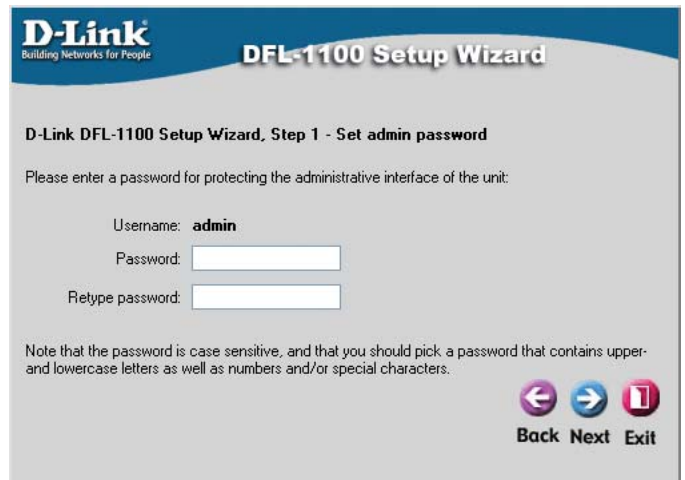 D-Link
Building Networks for People
DFL-1100 Setup Wizard
D-Link DFL-1100 Setup Wizard, Step 1 - Set admin password
Please enter a password for protecting the administrative interface of the unit:
Username: admin
Password:
Retype password:
Note that the password is case sensitive, and that you should pick a password that contains upper-
and lowercase letters as well as numbers and/or special characters.
Back Next Exit